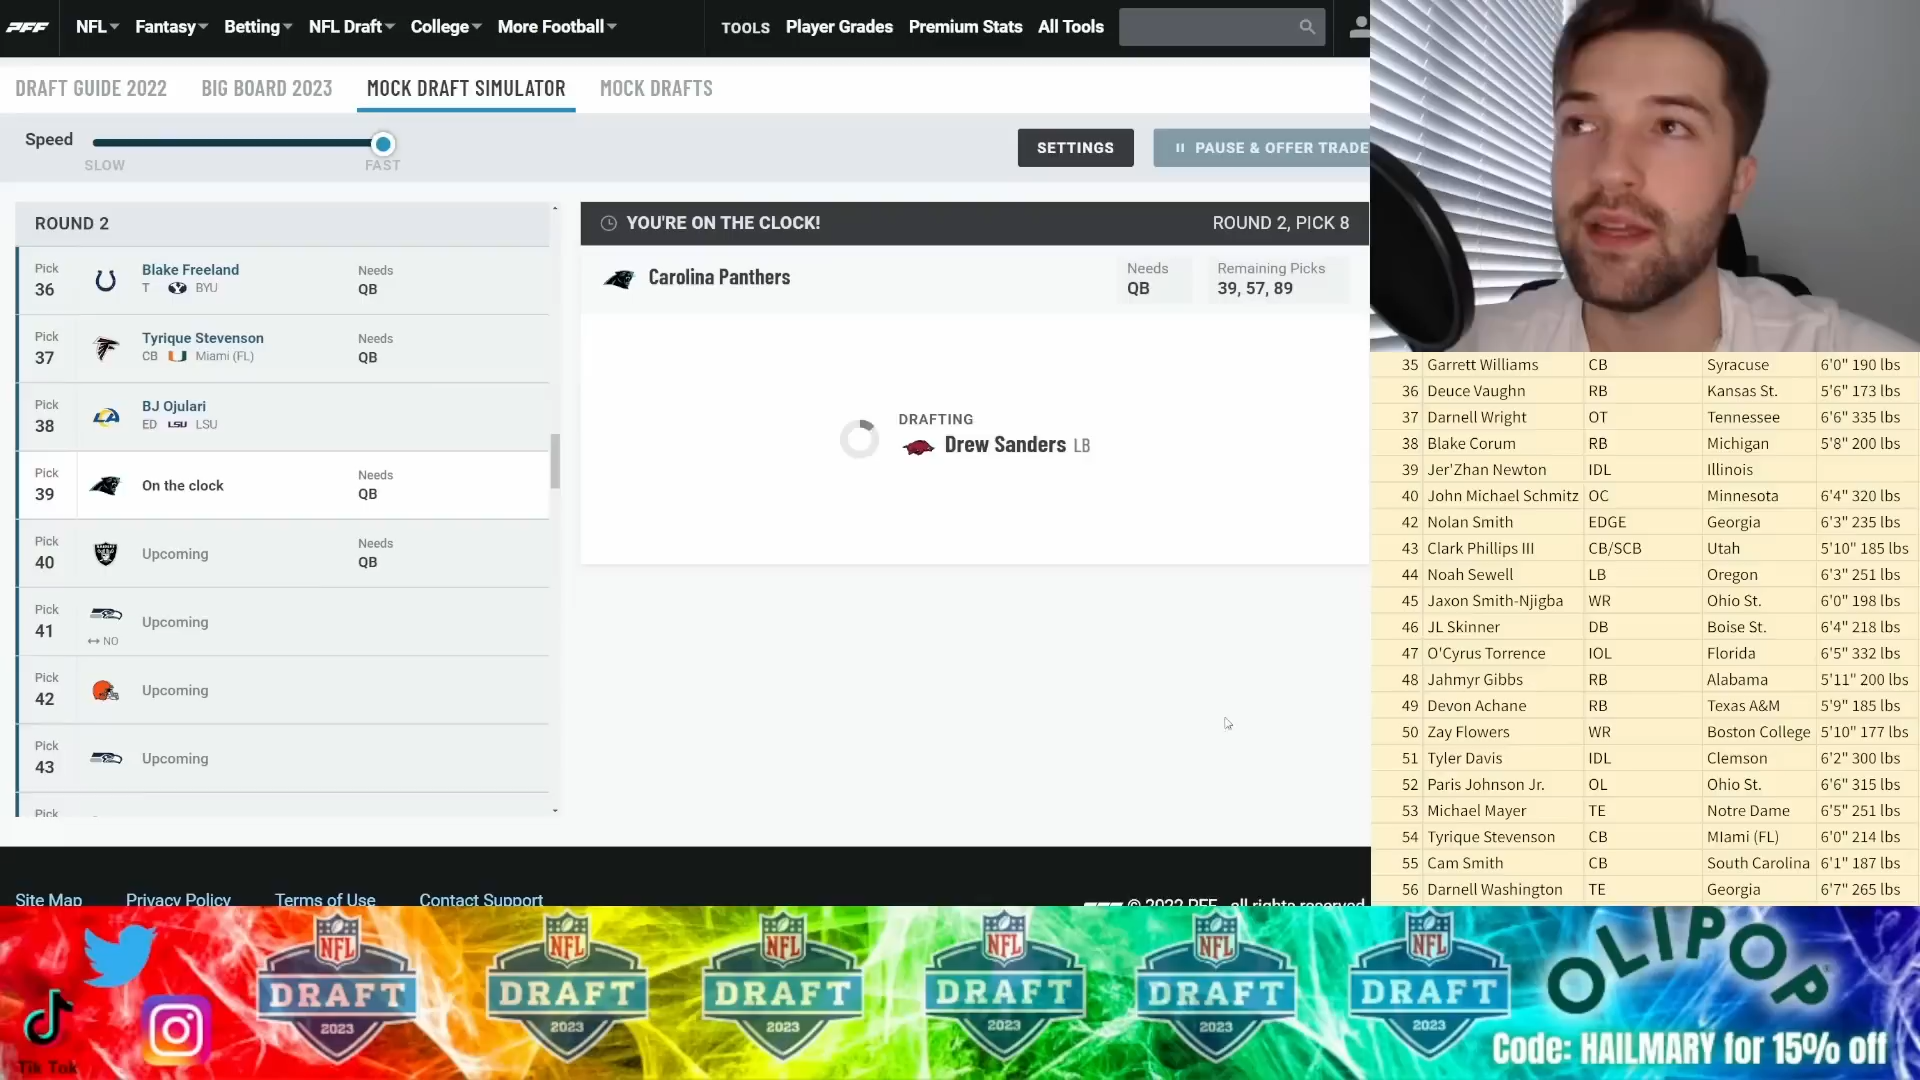 PFF NFL Fantasy Betting NFL Draft College More Football TOOLS Player Grades Premium Stats All Tools
DRAFT GUIDE 2022 BIG BOARD 2023 MOCK DRAFT SIMULATOR MOCK DRAFTS
Speed
SLOW FAST
SETTINGS
PAUSE & OFFER TRADE
ROUND 2
Pick 36 Blake Freeland Needs QB
T BYU
Pick 37 Tyrique Stevenson Needs QB
CB Miami (FL)
Pick 38 BJ Ojulari
ED LSU LSU
Pick 39 On the clock Needs QB
Pick 40 Upcoming Needs QB
Pick 41 Upcoming
↔ NO
Pick 42 Upcoming
Pick 43 Upcoming
Pick
YOU'RE ON THE CLOCK! ROUND 2, PICK 8
Carolina Panthers
Needs QB
Remaining Picks 39, 57, 89
DRAFTING
Drew Sanders LB
35 Garrett Williams CB Syracuse 6'0" 190 lbs
36 Deuce Vaughn RB Kansas St. 5'6" 173 lbs
37 Darnell Wright OT Tennessee 6'6" 335 lbs
38 Blake Corum RB Michigan 5'8" 200 lbs
39 Jer'Zhan Newton IDL Illinois
40 John Michael Schmitz OC Minnesota 6'4" 320 lbs
42 Nolan Smith EDGE Georgia 6'3" 235 lbs
43 Clark Phillips III CB/SCB Utah 5'10" 185 lbs
44 Noah Sewell LB Oregon 6'3" 251 lbs
45 Jaxon Smith-Njigba WR Ohio St. 6'0" 198 lbs
46 JL Skinner DB Boise St. 6'4" 218 lbs
47 O'Cyrus Torrence IOL Florida 6'5" 332 lbs
48 Jahmyr Gibbs RB Alabama 5'11" 200 lbs
49 Devon Achane RB Texas A&M 5'9" 185 lbs
50 Zay Flowers WR Boston College 5'10" 177 lbs
51 Tyler Davis IDL Clemson 6'2" 300 lbs
52 Paris Johnson Jr. OL Ohio St. 6'6" 315 lbs
53 Michael Mayer TE Notre Dame 6'5" 251 lbs
54 Tyrique Stevenson CB MIami (FL) 6'0" 214 lbs
55 Cam Smith CB South Carolina 6'1" 187 lbs
56 Darnell Washington TE Georgia 6'7" 265 lbs
Site Map Privacy Policy Terms of Use Contact Support
PFF © 2022 PFF - all rights reserved
Tik Tok
NFL DRAFT 2023
NFL DRAFT 2023
NFL DRAFT 2023
NFL DRAFT 2023
NFL DRAFT 2023
NFL DRAFT 2023
OLIPOP
Code: HAILMARY for 15% off